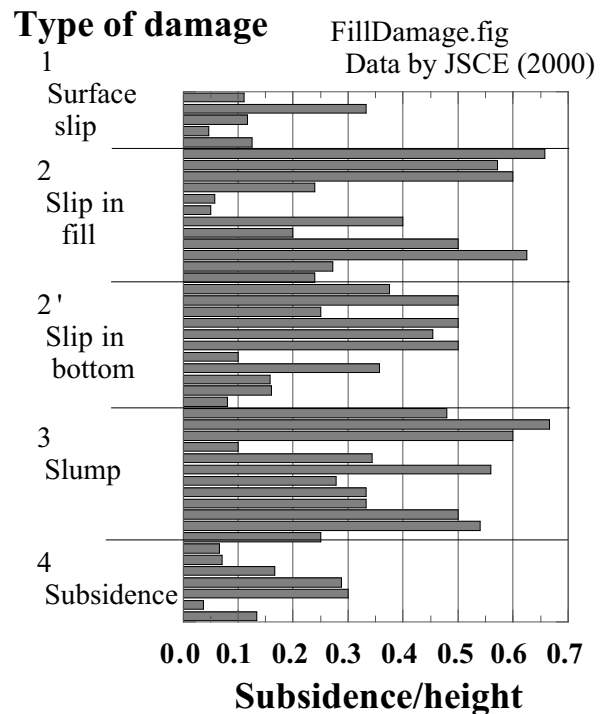 Type of damage
FillDamage.fig
Data by JSCE (2000)
1
Surface
slip
2
Slip in
fill
2'
Slip in
bottom
3
Slump
4
Subsidence
0.0 0.1 0.2 0.3 0.4 0.5 0.6 0.7
Subsidence/height